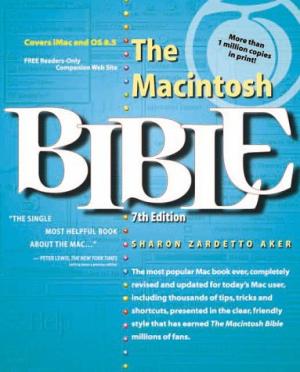 Covers iMac and OS 8.5
FREE Readers-Only
Companion Web Site
More than
1 million copies
in print!
The
Macintosh
BIBLE
7th Edition
"THE SINGLE
MOST HELPFUL BOOK
ABOUT THE MAC..."
— PETER LEWIS, THE NEW YORK TIMES
SHARON ZARDETTO AKER
The most popular Mac book ever, completely
revised and updated for today's Mac user,
including thousands of tips, tricks and
shortcuts, presented in the clear, friendly
style that has earned The Macintosh Bible
millions of fans.
Help